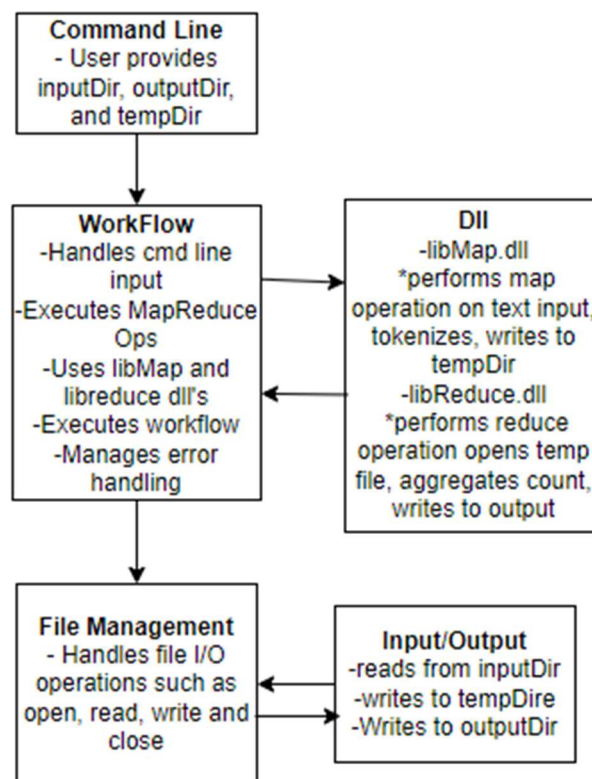 Command Line
- User provides
inputDir, outputDir,
and tempDir
WorkFlow
-Handles cmd line
input
-Executes MapReduce
Ops
-Uses libMap and
libreduce dll's
-Executes workflow
-Manages error
handling
Dll
-libMap.dll
*performs map
operation on text input,
tokenizes, writes to
tempDir
-libReduce.dll
*performs reduce
operation opens temp
file, aggregates count,
writes to output
File Management
- Handles file I/O
operations such as
open, read, write and
close
Input/Output
-reads from inputDir
-writes to tempDire
-Writes to outputDir